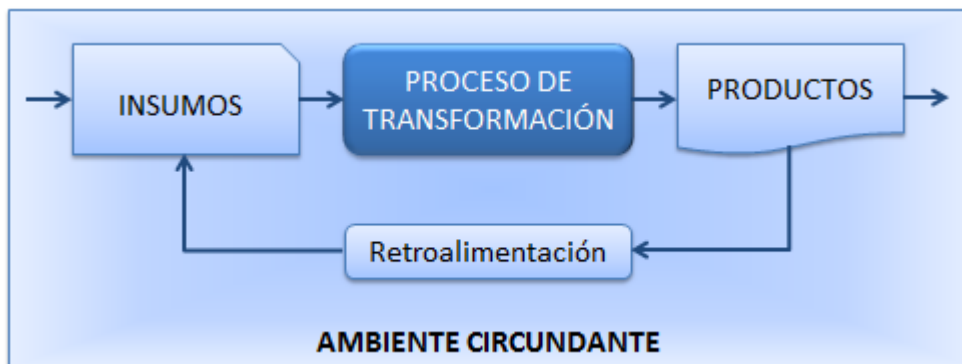 INSUMOS
PROCESO DE
TRANSFORMACIÓN
PRODUCTOS
Retroalimentación
AMBIENTE CIRCUNDANTE